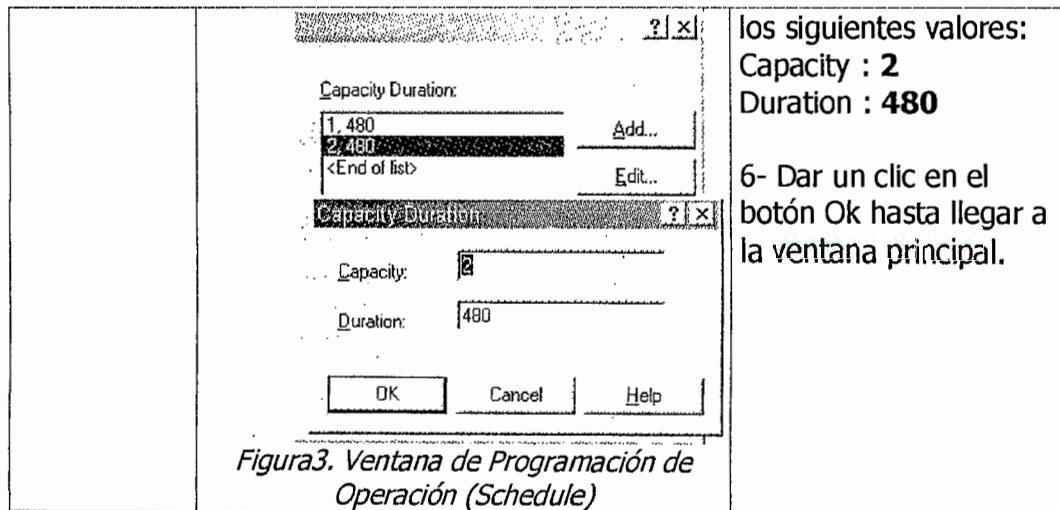 ? ×
Capacity Duration:
1, 480
2, 480
<End of list>
Add...
Edit...
Capacity Duration
? ×
Capacity:
2
Duration:
480
OK
Cancel
Help
Figura3. Ventana de Programación de
Operación (Schedule)
los siguientes valores:
Capacity : 2
Duration : 480
6- Dar un clic en el
botón Ok hasta llegar a
la ventana principal.